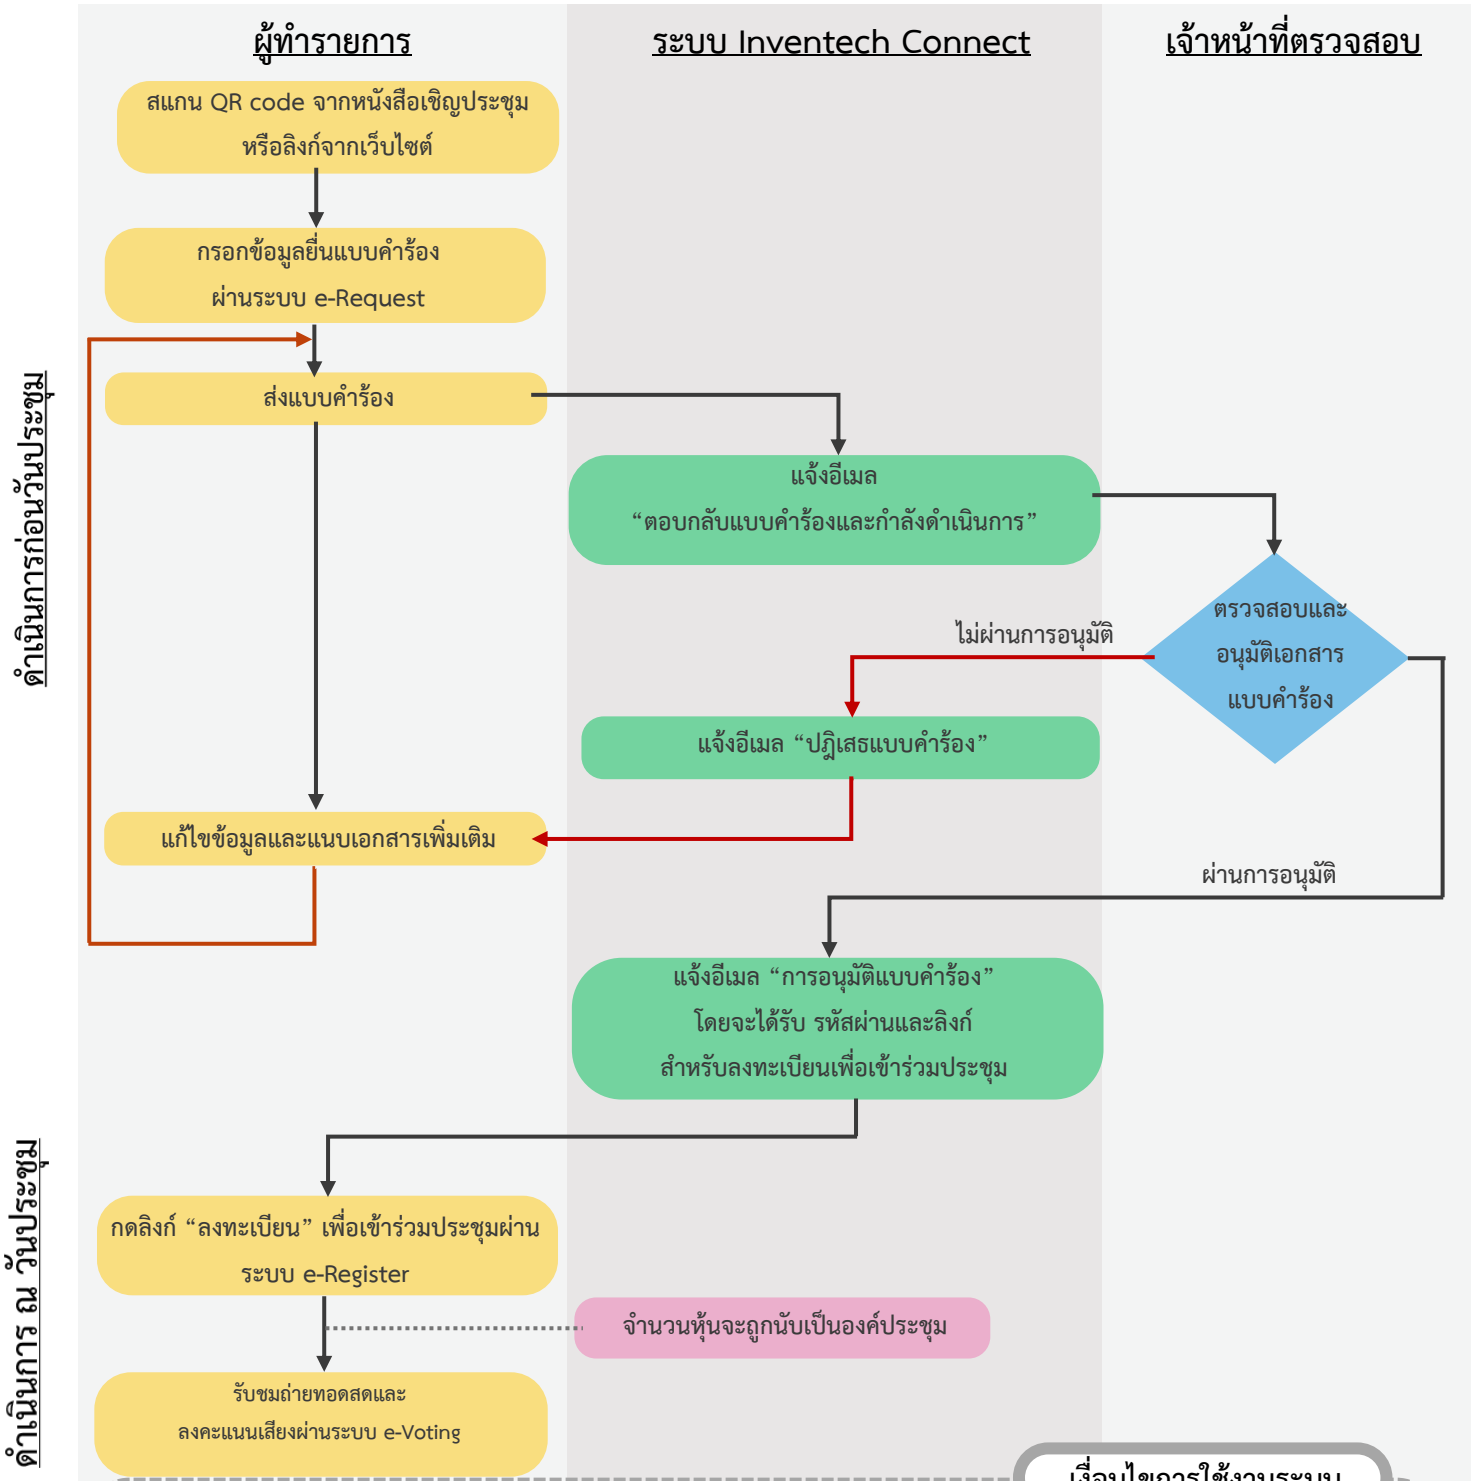 ผู้ทำรายการ
ระบบ Inventech Connect
เจ้าหน้าที่ตรวจสอบ
ดำเนินการก่อนวันประชุม
สแกน QR code จากหนังสือเชิญประชุม
หรือลิงก์จากเว็บไซต์
กรอกข้อมูลยื่นแบบคำร้อง
ผ่านระบบ e-Request
ส่งแบบคำร้อง
แจ้งอีเมล
“ตอบกลับแบบคำร้องและกำลังดำเนินการ”
ตรวจสอบและ
อนุมัติเอกสาร
แบบคำร้อง
ไม่ผ่านการอนุมัติ
แจ้งอีเมล “ปฎิเสธแบบคำร้อง”
แก้ไขข้อมูลและแนบเอกสารเพิ่มเติม
ผ่านการอนุมัติ
แจ้งอีเมล “การอนุมัติแบบคำร้อง”
โดยจะได้รับ รหัสผ่านและลิงก์
สำหรับลงทะเบียนเพื่อเข้าร่วมประชุม
ดำเนินการ ณ วันประชุม
กดลิงก์ “ลงทะเบียน” เพื่อเข้าร่วมประชุมผ่าน
ระบบ e-Register
จำนวนหุ้นจะถูกนับเป็นองค์ประชุม
รับชมถ่ายทอดสดและ
ลงคะแนนเสียงผ่านระบบ e-Voting
เงื่อนไขการใช้งานระบบ